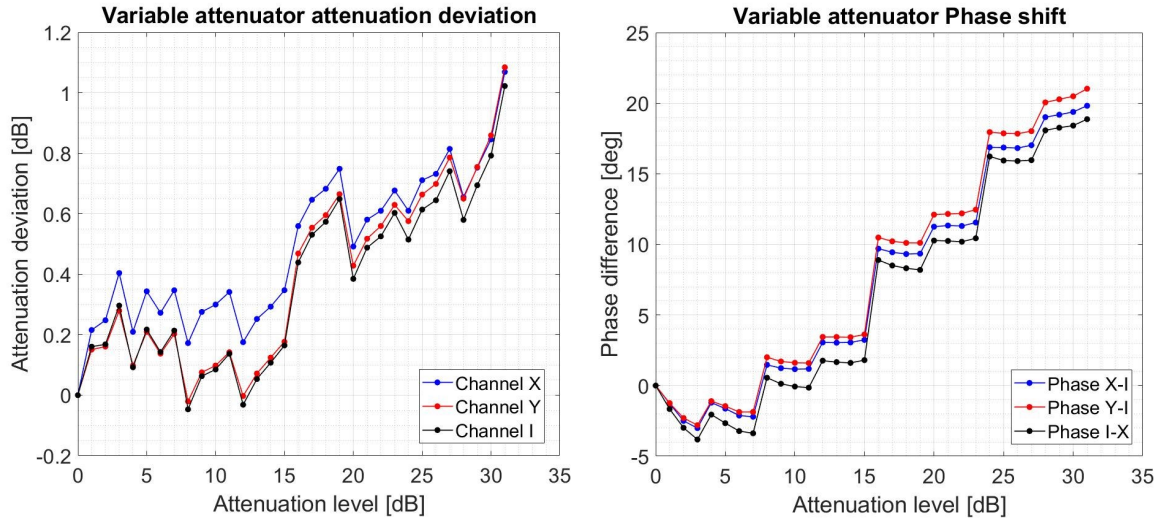 Variable attenuator attenuation deviation
1.2
1
0.8
0.6
0.4
0.2
0
-0.2
Attenuation deviation [dB]
0 5 10 15 20 25 30 35
Attenuation level [dB]
Channel X
Channel Y
Channel I
Variable attenuator Phase shift
25
20
15
10
5
0
-5
Phase difference [deg]
0 5 10 15 20 25 30 35
Attenuation level [dB]
Phase X-I
Phase Y-I
Phase I-X